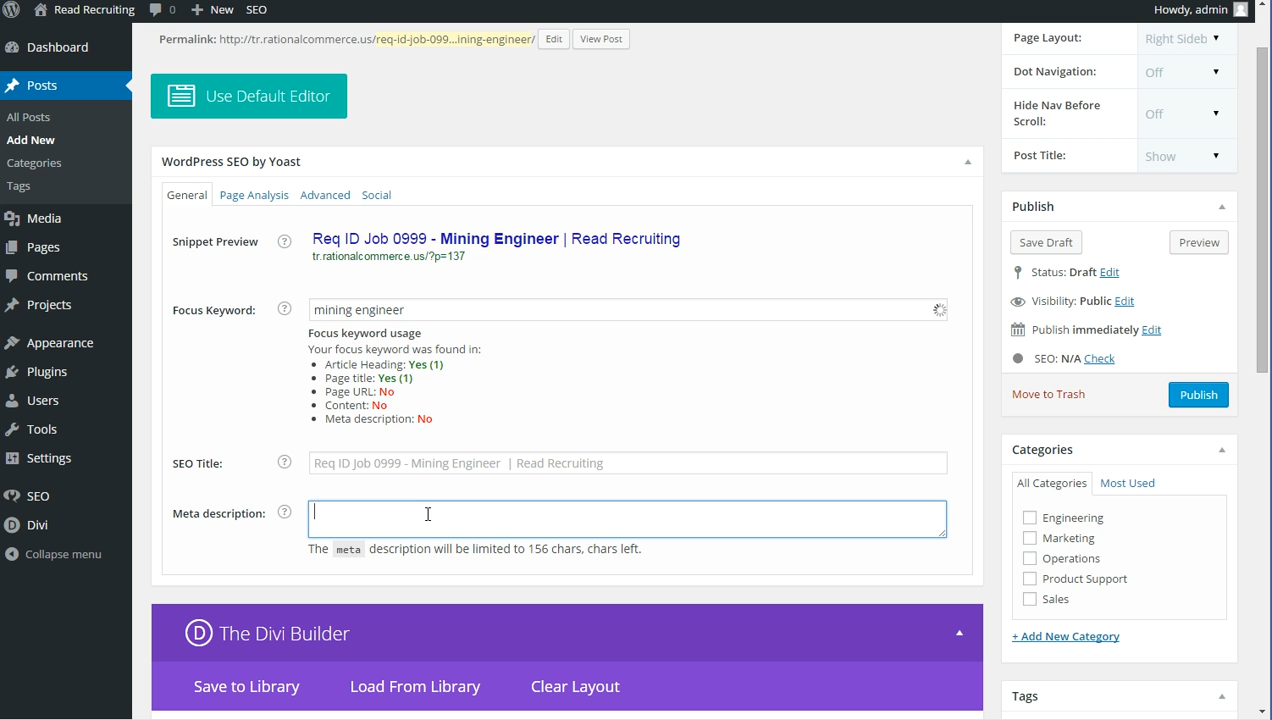 Read Recruiting 0 + New SEO Howdy, admin
Dashboard
Posts
All Posts
Add New
Categories
Tags
Media
Pages
Comments
Projects
Appearance
Plugins
Users
Tools
Settings
SEO
Divi
Collapse menu
Permalink: http://tr.rationalcommerce.us/req-id-job-099...ining-engineer/ Edit View Post
Use Default Editor
WordPress SEO by Yoast
General Page Analysis Advanced Social
Snippet Preview ? Req ID Job 0999 - Mining Engineer | Read Recruiting
tr.rationalcommerce.us/?p=137
Focus Keyword: ? mining engineer
Focus keyword usage
Your focus keyword was found in:
• Article Heading: Yes (1)
• Page title: Yes (1)
• Page URL: No
• Content: No
• Meta description: No
SEO Title: ? Req ID Job 0999 - Mining Engineer | Read Recruiting
Meta description: ?
The meta description will be limited to 156 chars, chars left.
D The Divi Builder
Save to Library Load From Library Clear Layout
Page Layout: Right Sideb
Dot Navigation: Off
Hide Nav Before
Scroll: Off
Post Title: Show
Publish
Save Draft Preview
Status: Draft Edit
Visibility: Public Edit
Publish immediately Edit
SEO: N/A Check
Move to Trash Publish
Categories
All Categories Most Used
Engineering
Marketing
Operations
Product Support
Sales
+ Add New Category
Tags